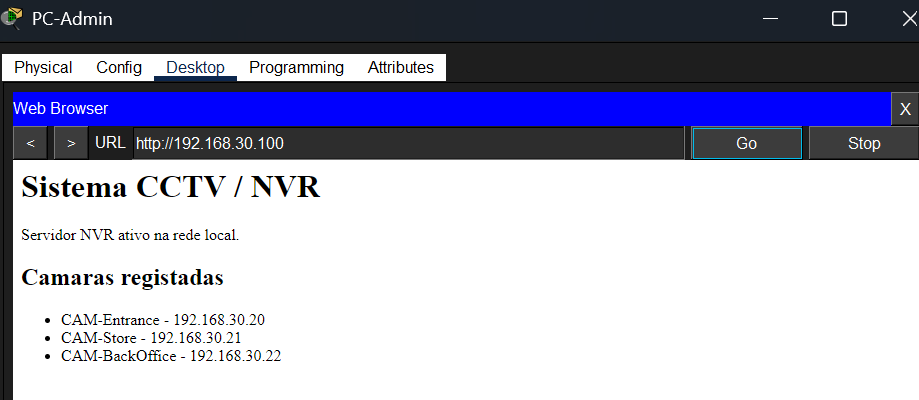 PC-Admin
Physical Config Desktop Programming Attributes
Web Browser X
< > URL http://192.168.30.100 Go Stop
Sistema CCTV / NVR
Servidor NVR ativo na rede local.
Camaras registadas
• CAM-Entrance - 192.168.30.20
• CAM-Store - 192.168.30.21
• CAM-BackOffice - 192.168.30.22